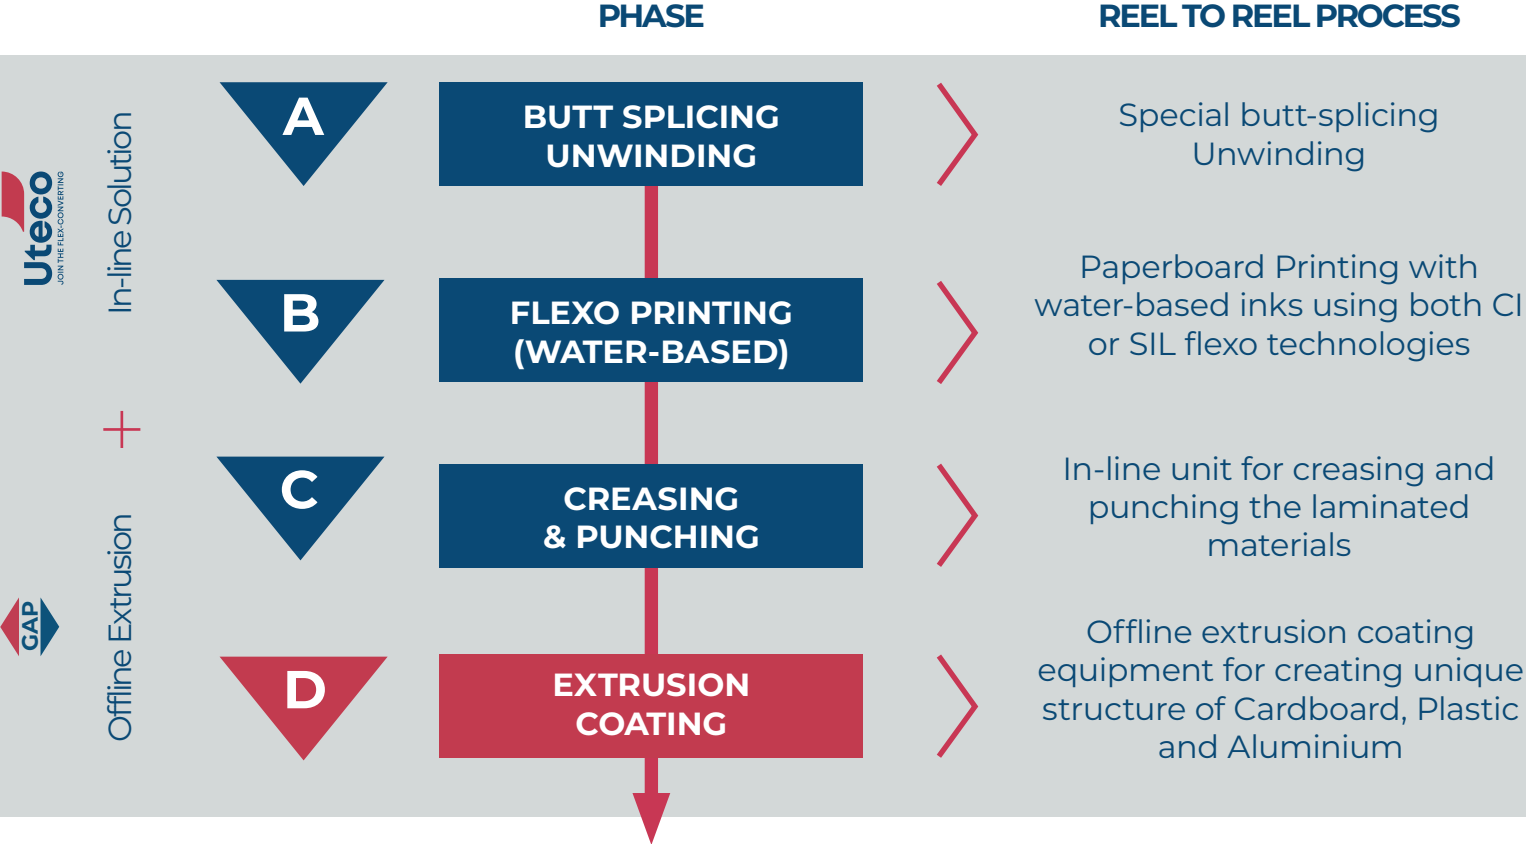 PHASE
REEL TO REEL PROCESS
Uteco
JOIN THE FLEX-CONVERTING
In-line Solution
A
BUTT SPLICING
UNWINDING
Special butt-splicing
Unwinding
B
FLEXO PRINTING
(WATER-BASED)
Paperboard Printing with
water-based inks using both CI
or SIL flexo technologies
+
GAP
Offline Extrusion
C
CREASING
& PUNCHING
In-line unit for creasing and
punching the laminated
materials
D
EXTRUSION
COATING
Offline extrusion coating
equipment for creating unique
structure of Cardboard, Plastic
and Aluminium